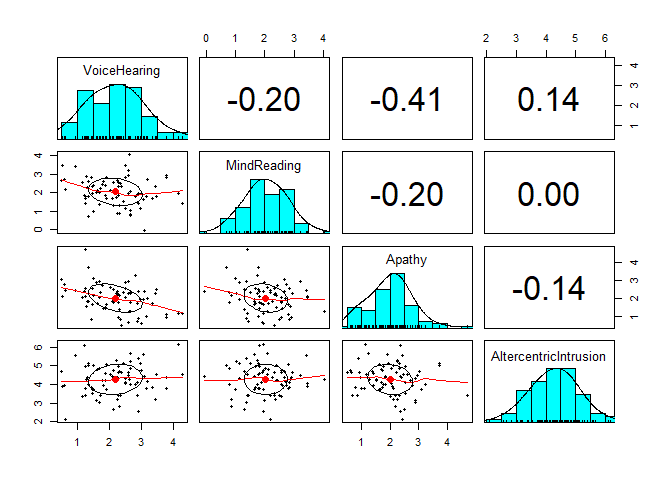 0 1 2 3 4 2 3 4 5 6
VoiceHearing -0.20 -0.41 0.14 1 2 3 4
0 1 2 3 4 MindReading -0.20 0.00
Apathy -0.14 1 2 3 4
2 3 4 5 6 AltercentricIntrusion
1 2 3 4 1 2 3 4